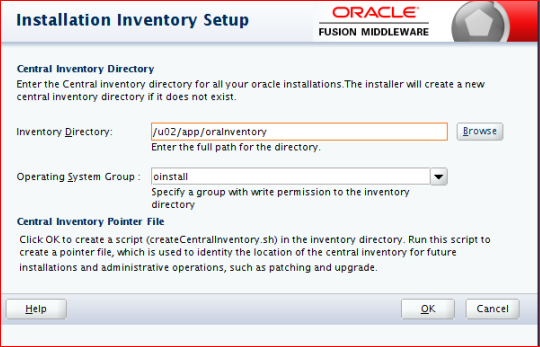 Installation Inventory Setup
ORACLE
FUSION MIDDLEWARE
Central Inventory Directory
Enter the Central inventory directory for all your oracle installations.The installer will create a new
central inventory directory if it does not exist.
Inventory Directory:
/u02/app/oraInventory
Browse
Enter the full path for the directory.
Operating System Group :
oinstall
Specify a group with write permission to the inventory
directory
Central Inventory Pointer File
Click OK to create a script (createCentralInventory.sh) in the inventory directory. Run this script to
create a pointer file, which is used to identify the location of the central inventory for future
installations and administrative operations, such as patching and upgrade.
Help
OK
Cancel